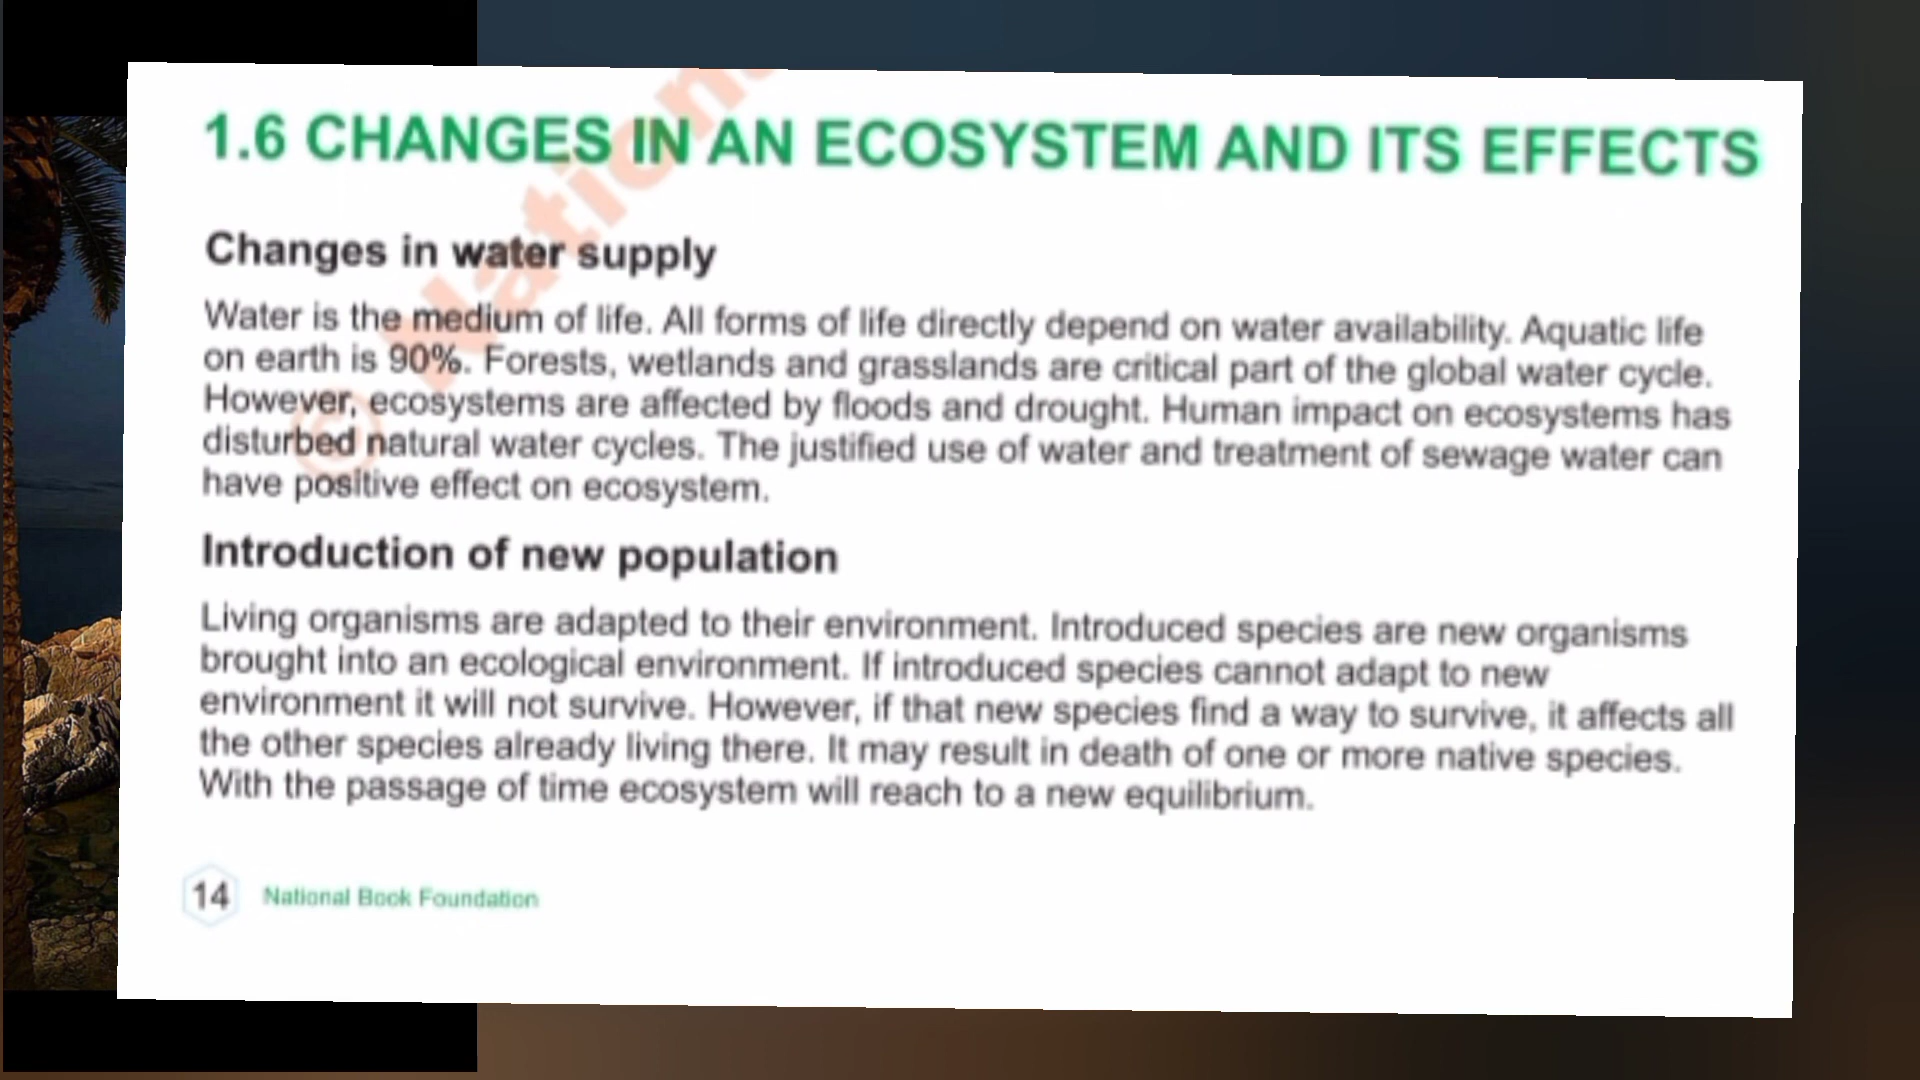 1.6 CHANGES IN AN ECOSYSTEM AND ITS EFFECTS
Changes in water supply
Water is the medium of life. All forms of life directly depend on water availability. Aquatic life
on earth is 90%. Forests, wetlands and grasslands are critical part of the global water cycle.
However, ecosystems are affected by floods and drought. Human impact on ecosystems has
disturbed natural water cycles. The justified use of water and treatment of sewage water can
have positive effect on ecosystem.
Introduction of new population
Living organisms are adapted to their environment. Introduced species are new organisms
brought into an ecological environment. If introduced species cannot adapt to new
environment it will not survive. However, if that new species find a way to survive, it affects all
the other species already living there. It may result in death of one or more native species.
With the passage of time ecosystem will reach to a new equilibrium.
14 National Book Foundation